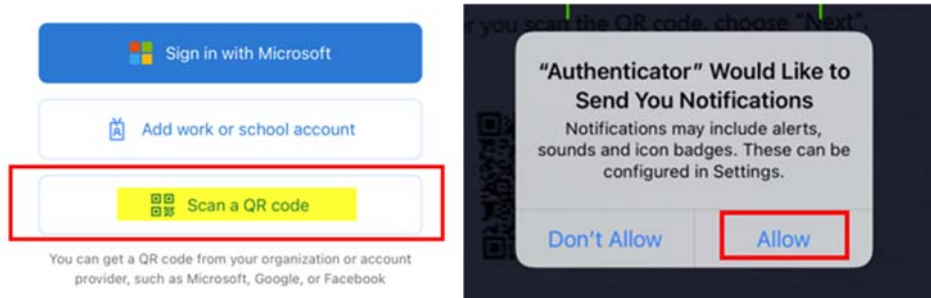 Sign in with Microsoft
Add work or school account
Scan a QR code
You can get a QR code from your organization or account
provider, such as Microsoft, Google, or Facebook
you scan the QR code, choose "Next".
"Authenticator" Would Like to
Send You Notifications
Notifications may include alerts,
sounds and icon badges. These can be
configured in Settings.
Don't Allow
Allow